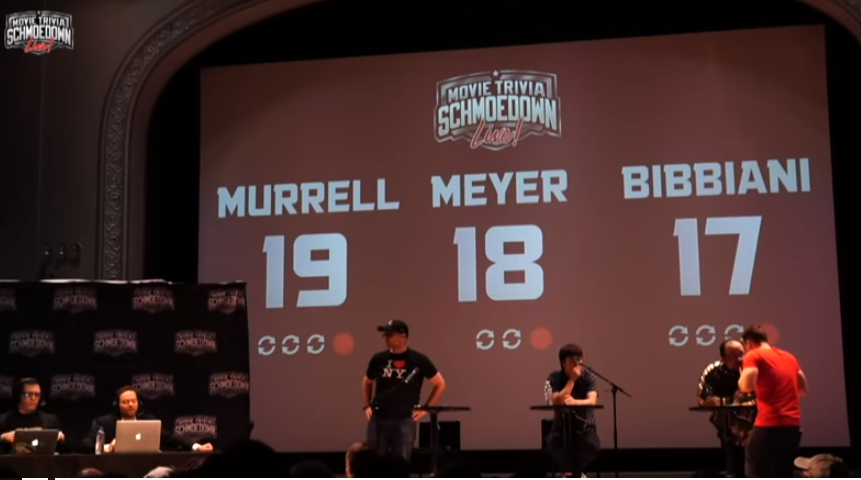 MOVIE TRIVIA
SCHMOEDOWN
Live!
MOVIE TRIVIA
SCHMOEDOWN
Live!
MURRELL MEYER BIBBIANI
19 18 17
I ♥
NY